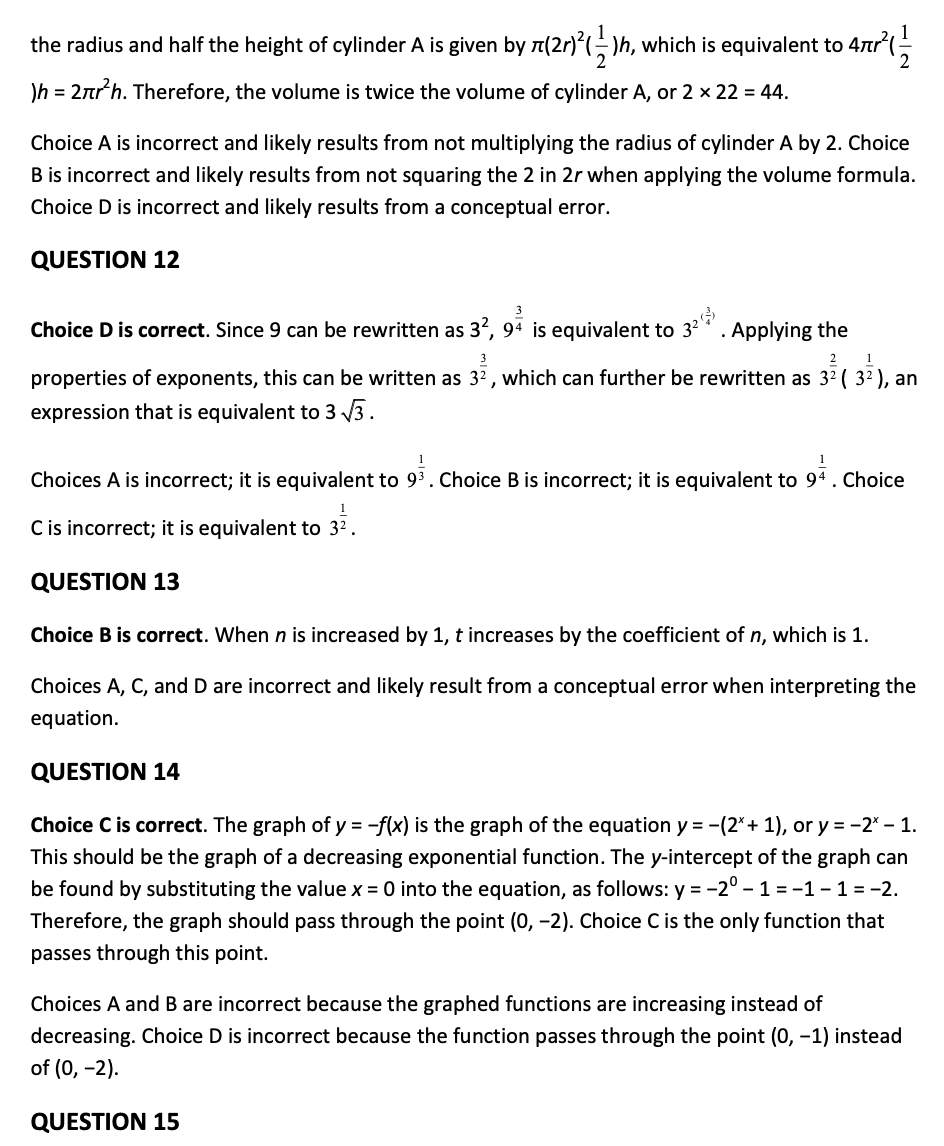 the radius and half the height of cylinder A is given by π(2r)²(1/2)h, which is equivalent to 4πr²(1/2
)h = 2πr²h. Therefore, the volume is twice the volume of cylinder A, or 2 × 22 = 44.
Choice A is incorrect and likely results from not multiplying the radius of cylinder A by 2. Choice
B is incorrect and likely results from not squaring the 2 in 2r when applying the volume formula.
Choice D is incorrect and likely results from a conceptual error.
QUESTION 12
Choice D is correct. Since 9 can be rewritten as 3², 9^(3/4) is equivalent to 3^2^(3/4). Applying the
properties of exponents, this can be written as 3^(3/2), which can further be rewritten as 3^(2/2)( 3^(1/2)), an
expression that is equivalent to 3 √3.
Choices A is incorrect; it is equivalent to 9^(1/3). Choice B is incorrect; it is equivalent to 9^(1/4). Choice
C is incorrect; it is equivalent to 3^(1/2).
QUESTION 13
Choice B is correct. When n is increased by 1, t increases by the coefficient of n, which is 1.
Choices A, C, and D are incorrect and likely result from a conceptual error when interpreting the
equation.
QUESTION 14
Choice C is correct. The graph of y = −f(x) is the graph of the equation y = −(2ˣ + 1), or y = −2ˣ − 1.
This should be the graph of a decreasing exponential function. The y-intercept of the graph can
be found by substituting the value x = 0 into the equation, as follows: y = −2⁰ − 1 = −1 − 1 = −2.
Therefore, the graph should pass through the point (0, −2). Choice C is the only function that
passes through this point.
Choices A and B are incorrect because the graphed functions are increasing instead of
decreasing. Choice D is incorrect because the function passes through the point (0, −1) instead
of (0, −2).
QUESTION 15